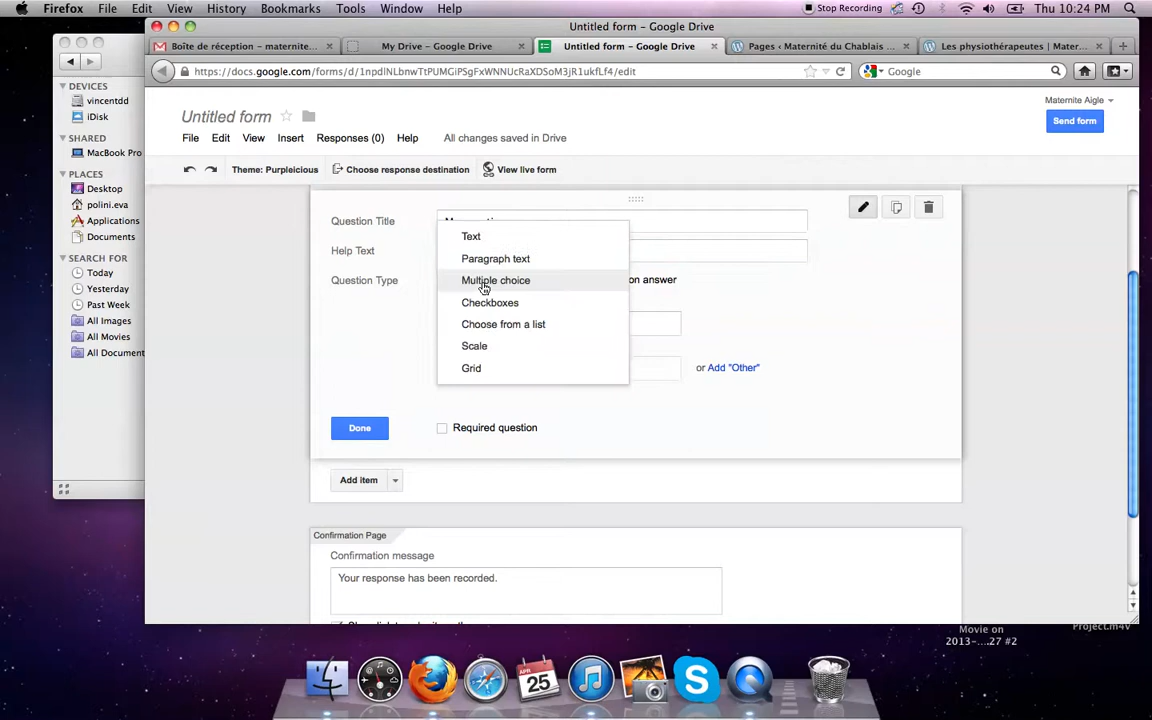 Firefox File Edit View History Bookmarks Tools Window Help Stop Recording Thu 10:24 PM
Untitled form – Google Drive
Boîte de réception – maternite... × My Drive – Google Drive × Untitled form – Google Drive × Pages ‹ Maternité du Chablais ... × Les physiothérapeutes | Mater... ×
https://docs.google.com/forms/d/1npdlNLbnwTtPUMGiPSgFxWNNUcRaXDSoM3jR1ukfLf4/edit Google
DEVICES
vincentdd
iDisk
SHARED
MacBook Pro
PLACES
Desktop
polini.eva
Applications
Documents
SEARCH FOR
Today
Yesterday
Past Week
All Images
All Movies
All Document
Untitled form
Maternite Aigle
File Edit View Insert Responses (0) Help All changes saved in Drive
Send form
Theme: Purpleicious Choose response destination View live form
Question Title
Help Text
Question Type on answer
Text
Paragraph text
Multiple choice
Checkboxes
Choose from a list
Scale
Grid
or Add "Other"
Done Required question
Add item
Confirmation Page
Confirmation message
Your response has been recorded.
Movie on
2013-...27 #2
Project.m4v
APR
25